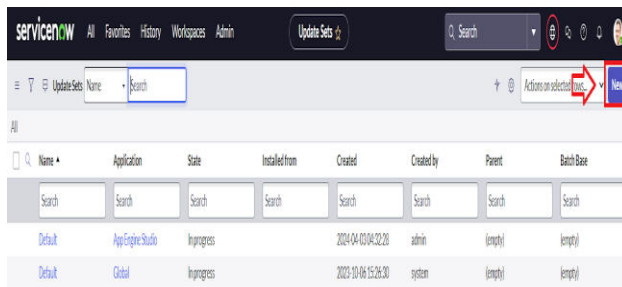 servicenow All Favorites History Workspaces Admin Update Sets ☆ Search
Update Sets Name Search Actions on selected rows... New
All
Name ▲ Application State Installed from Created Created by Parent Batch Base
Search Search Search Search Search Search Search Search
Default App Engine Studio In progress 2024-04-03 04:32:28 admin (empty) (empty)
Default Global In progress 2023-10-06 15:26:30 system (empty) (empty)